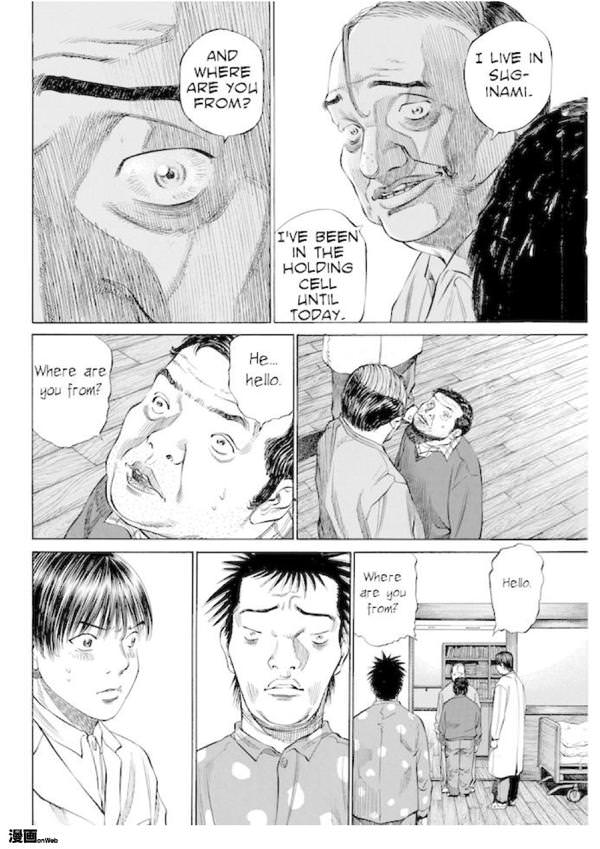 I LIVE IN
SUG-
INAMI.
I'VE BEEN
IN THE
HOLDING
CELL
UNTIL
TODAY.
AND
WHERE
ARE YOU
FROM?
He...
hello.
Where are
you from?
Hello.
Where
are you
from?
漫画onWeb